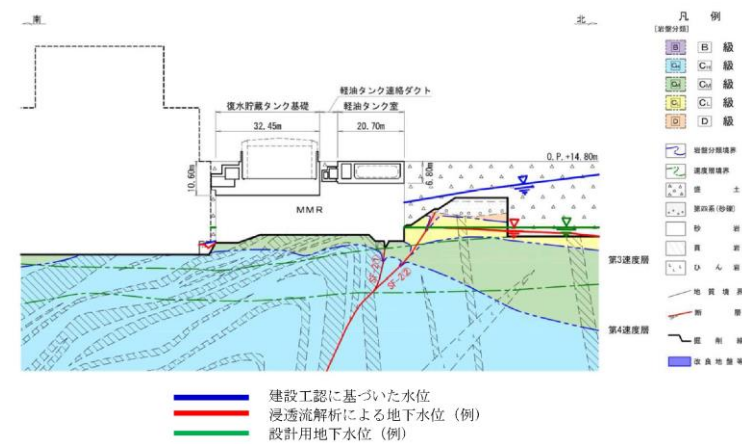 南
北
凡 例
[岩盤分類]
B B 級
CH CH 級
CM CM 級
CL CL 級
D D 級
岩盤分類境界
速度層境界
盛 土
第四系(砂礫)
砂 岩
頁 岩
ひ ん 岩
地 質 境 界
断 層
掘 削 線
改 良 地 盤 等
軽油タンク連絡ダクト
復水貯蔵タンク基礎
軽油タンク室
32.45m
20.70m
O.P.+14.80m
10.60m
6.80m
MMR
SF-2(1)
SF-2(2)
第3速度層
第4速度層
建設工認に基づいた水位
浸透流解析による地下水位（例）
設計用地下水位（例）